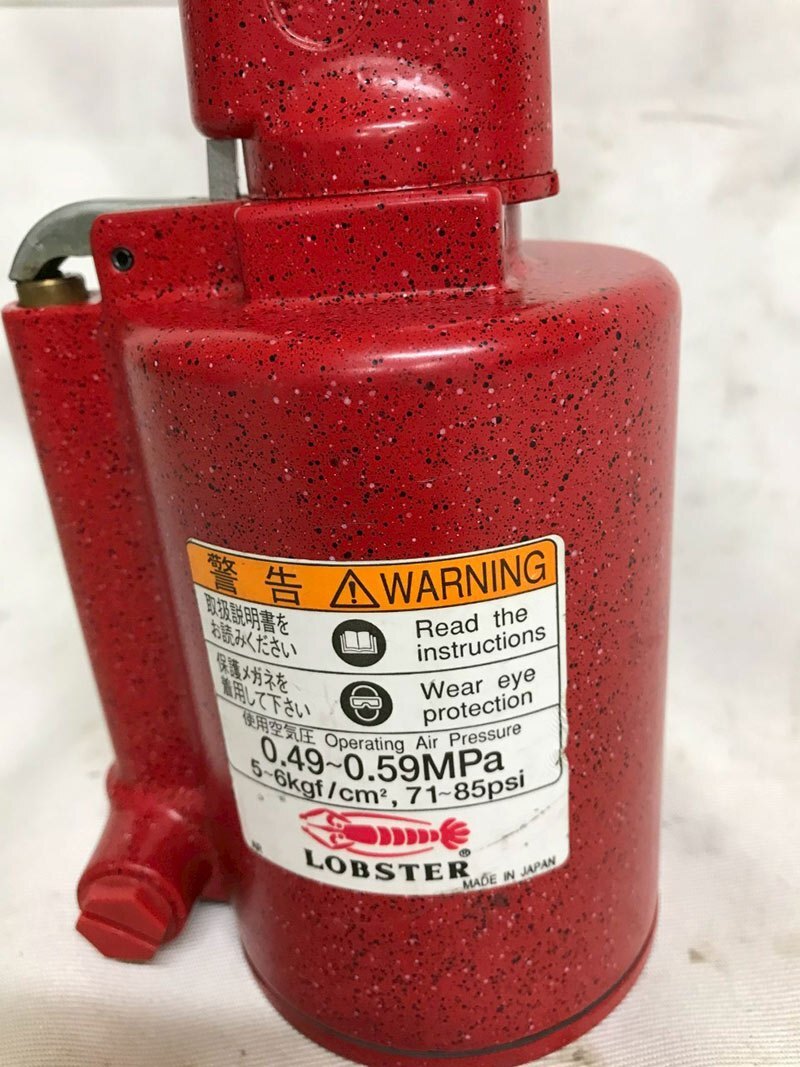 警告 ⚠WARNING
取扱説明書を
お読みください
Read the
instructions
保護メガネを
着用して下さい
Wear eye
protection
使用空気圧 Operating Air Pressure
0.49~0.59MPa
5~6kgf/cm², 71~85psi
AR
LOBSTER®
MADE IN JAPAN